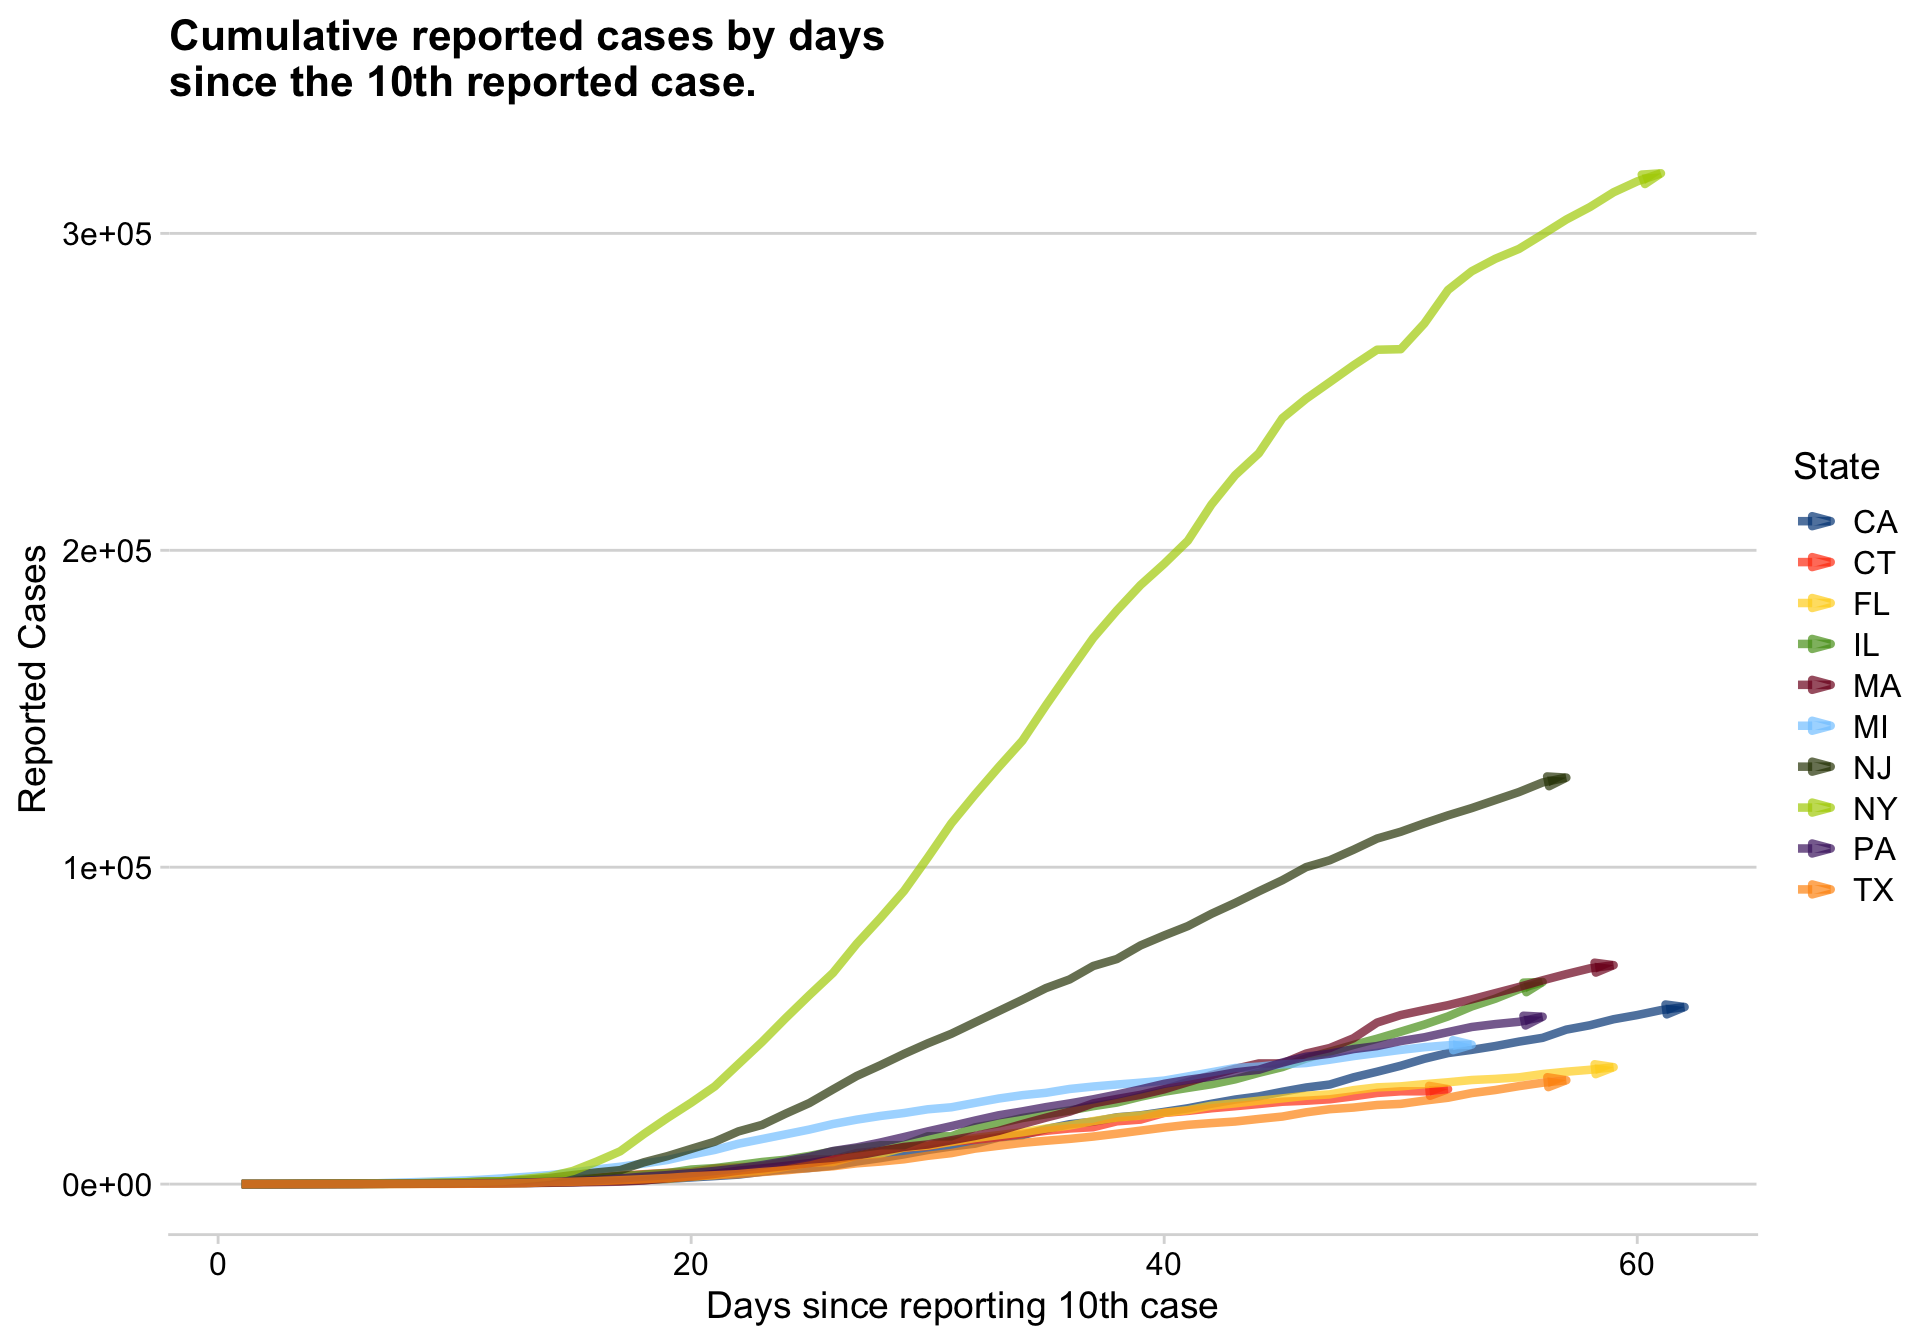 Cumulative reported cases by days
since the 10th reported case.
3e+05
2e+05
1e+05
0e+00
Reported Cases
0
20
40
60
Days since reporting 10th case
State
CA
CT
FL
IL
MA
MI
NJ
NY
PA
TX